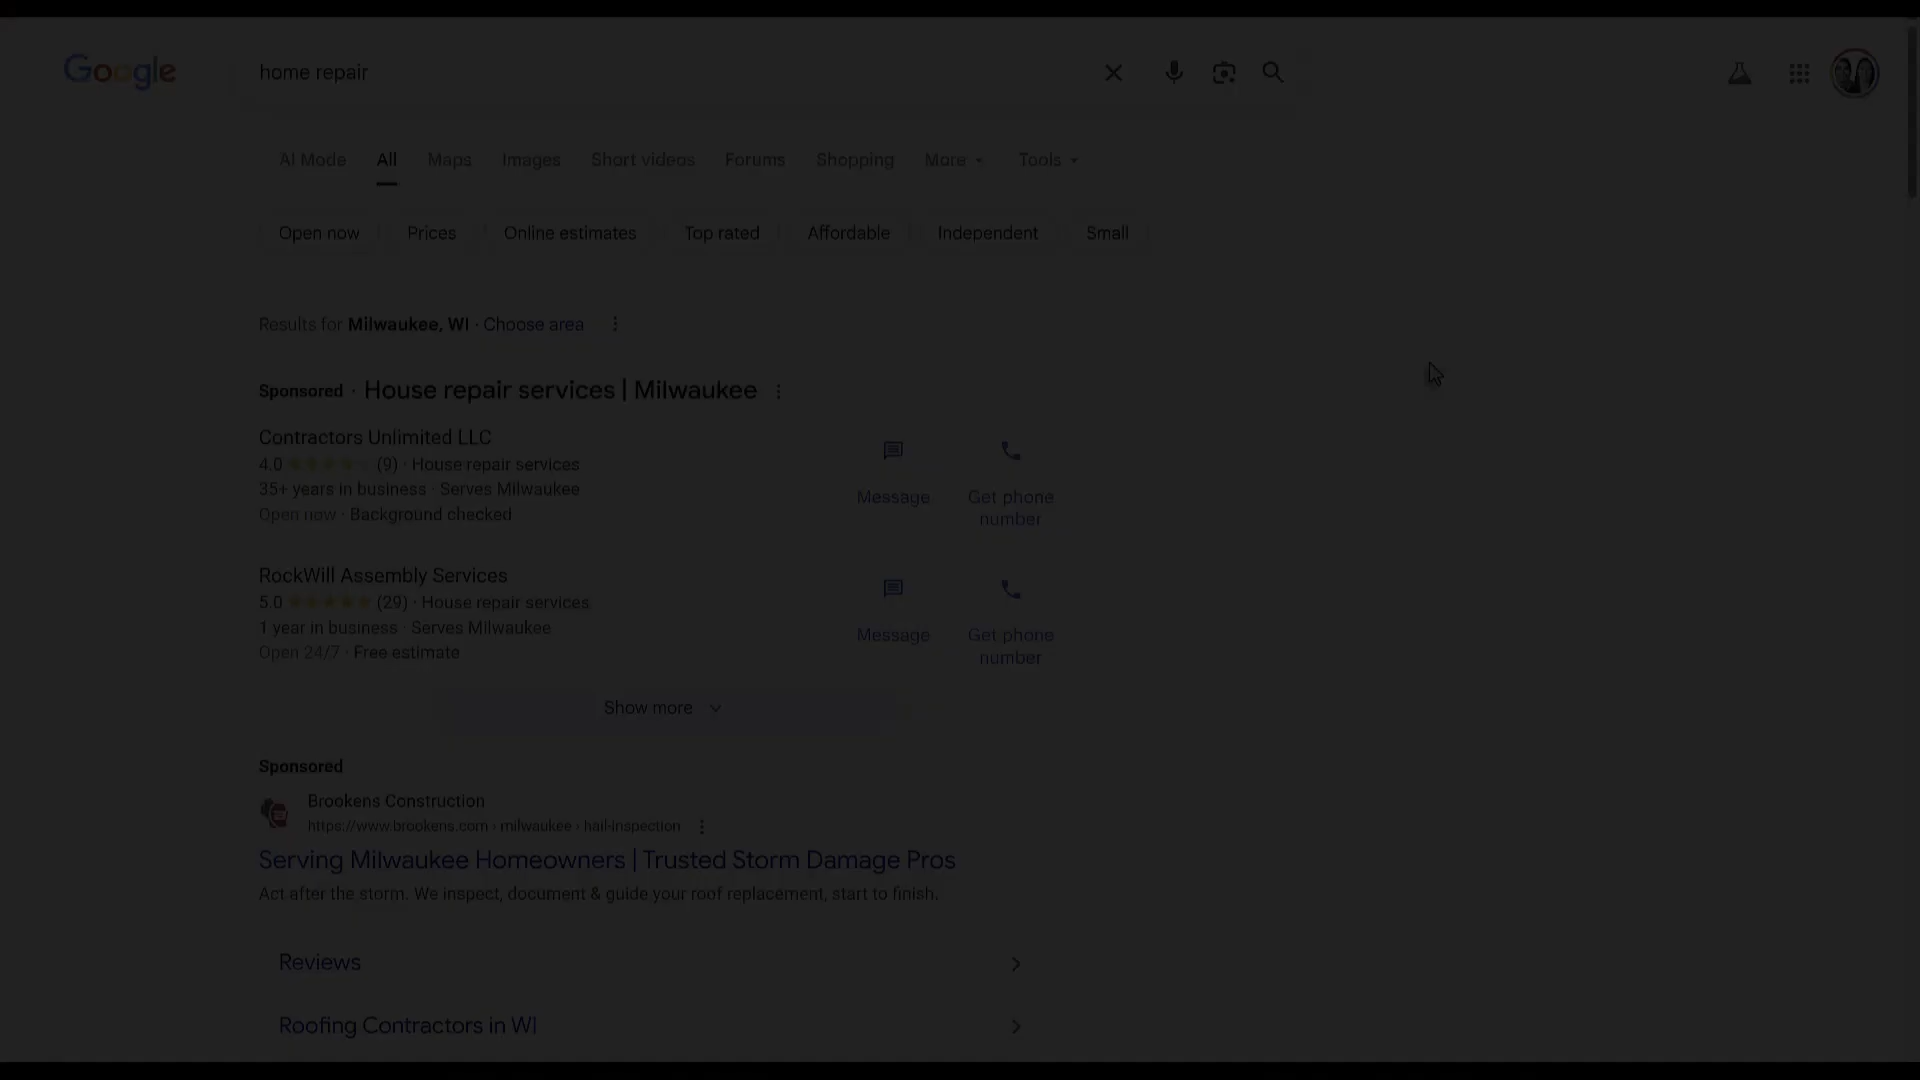 Google
home repair
AI Mode All Maps Images Short videos Forums Shopping More Tools
Open now Prices Online estimates Top rated Affordable Independent Small
Results for Milwaukee, WI · Choose area
Sponsored · House repair services | Milwaukee
Contractors Unlimited LLC
4.0 (9) · House repair services
35+ years in business · Serves Milwaukee
Open now · Background checked
Message
Get phone
number
RockWill Assembly Services
5.0 (29) · House repair services
1 year in business · Serves Milwaukee
Open 24/7 · Free estimate
Message
Get phone
number
Show more
Sponsored
Brookens Construction
https://www.brookens.com › milwaukee › hail-inspection
Serving Milwaukee Homeowners | Trusted Storm Damage Pros
Act after the storm. We inspect, document & guide your roof replacement, start to finish.
Reviews
Roofing Contractors in WI